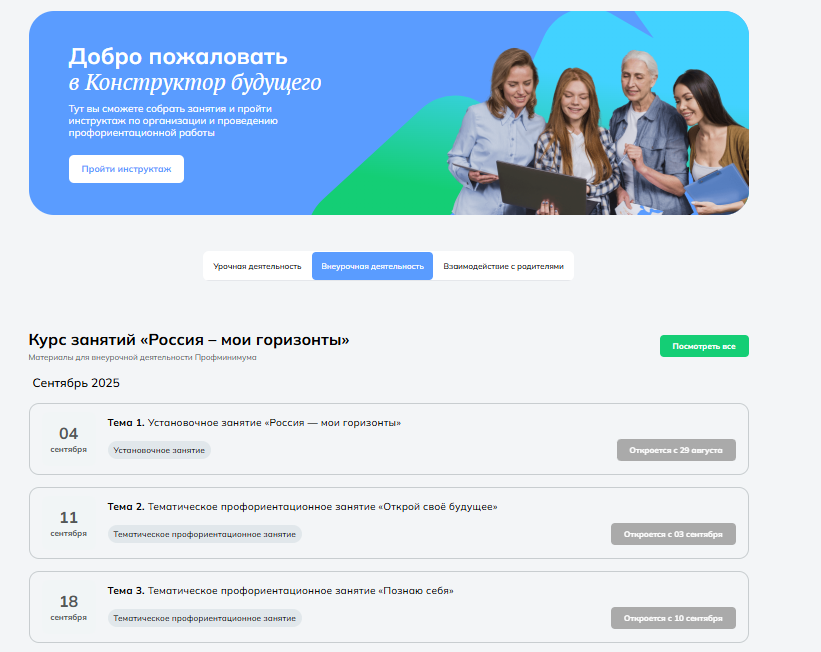 Добро пожаловать
в Конструктор будущего
Тут вы сможете собрать занятия и пройти
инструктаж по организации и проведению
профориентационной работы
Пройти инструктаж
Урочная деятельность
Внеурочная деятельность
Взаимодействие с родителями
Курс занятий «Россия – мои горизонты»
Посмотреть все
Материалы для внеурочной деятельности Профминимума
Сентябрь 2025
04
сентября
Тема 1. Установочное занятие «Россия — мои горизонты»
Установочное занятие
Откроется с 29 августа
11
сентября
Тема 2. Тематическое профориентационное занятие «Открой своё будущее»
Тематическое профориентационное занятие
Откроется с 03 сентября
18
сентября
Тема 3. Тематическое профориентационное занятие «Познаю себя»
Тематическое профориентационное занятие
Откроется с 10 сентября